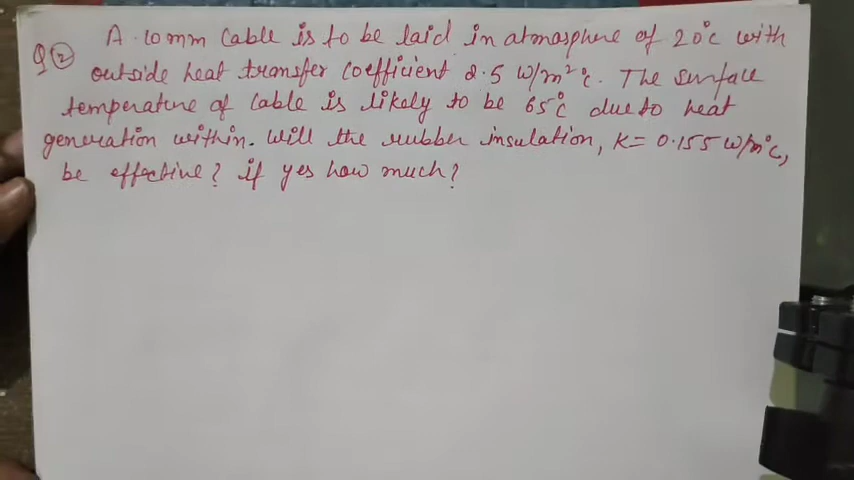 Q② A 10 mm Cable is to be laid in atmosphere of 20°C with
outside heat transfer coefficient 8.5 W/m²°C. The surface
temperature of Cable is likely to be 65°C due to heat
generation within. Will the rubber insulation, K = 0.155 W/m°C,
be effective? if yes how much?